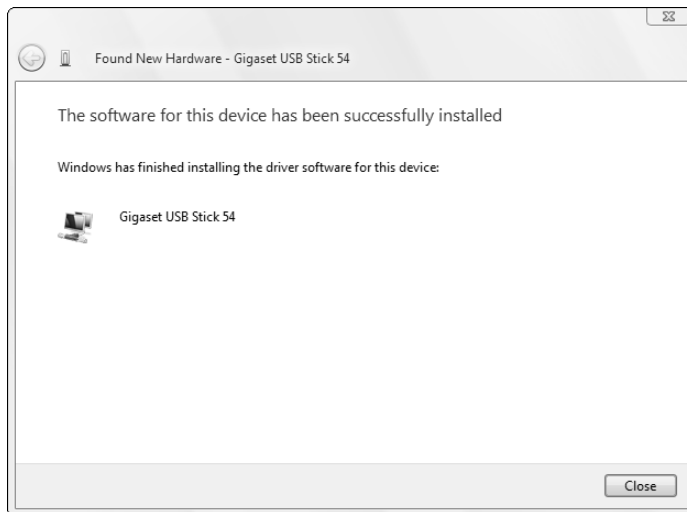 Found New Hardware - Gigaset USB Stick 54
The software for this device has been successfully installed
Windows has finished installing the driver software for this device:
Gigaset USB Stick 54
Close